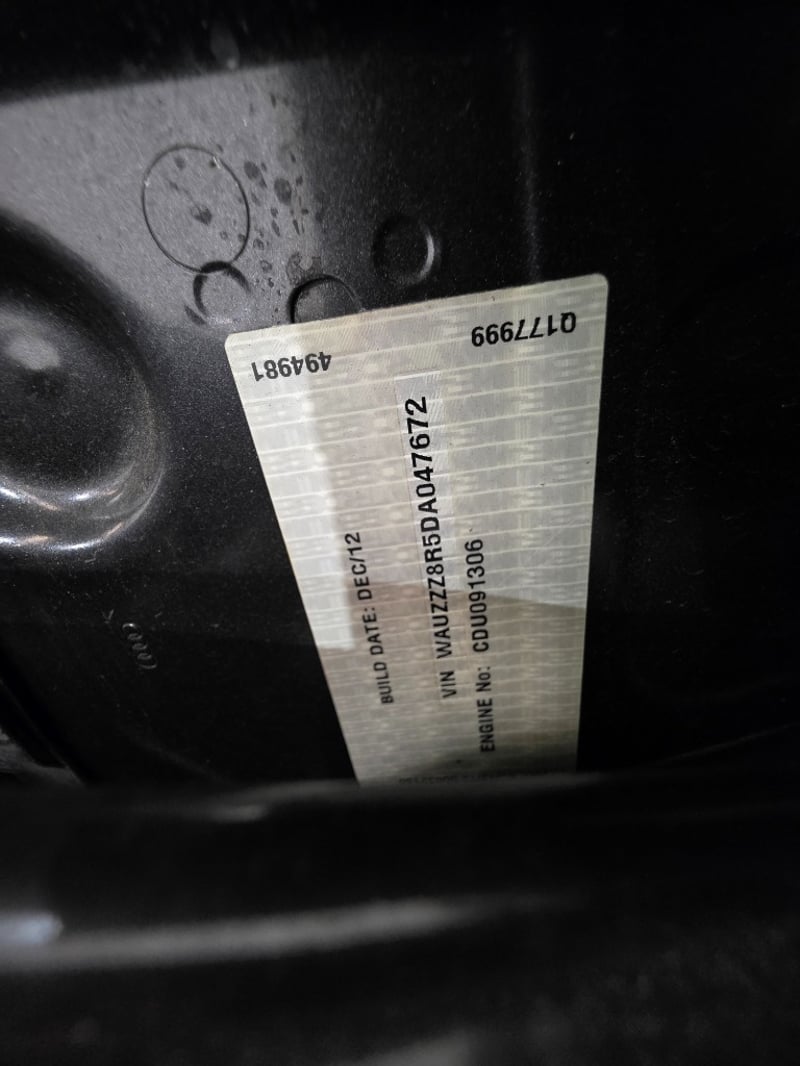 494981
Q177999
BUILD DATE: DEC/12
VIN WAUZZZ8R5DA047672
ENGINE No: CDU091306